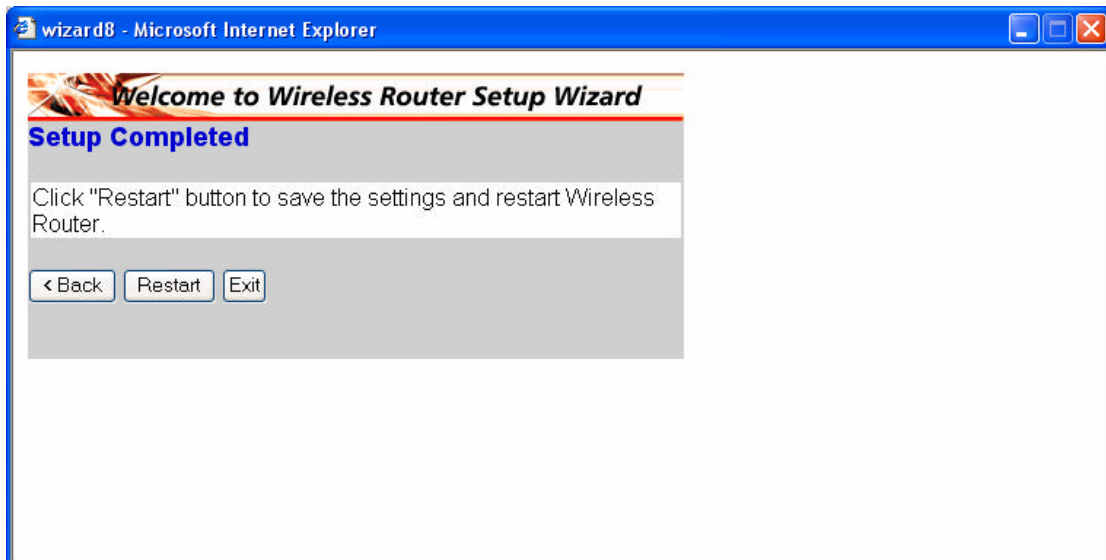 wizard8 - Microsoft Internet Explorer
Welcome to Wireless Router Setup Wizard
Setup Completed
Click "Restart" button to save the settings and restart Wireless
Router.
< Back Restart Exit